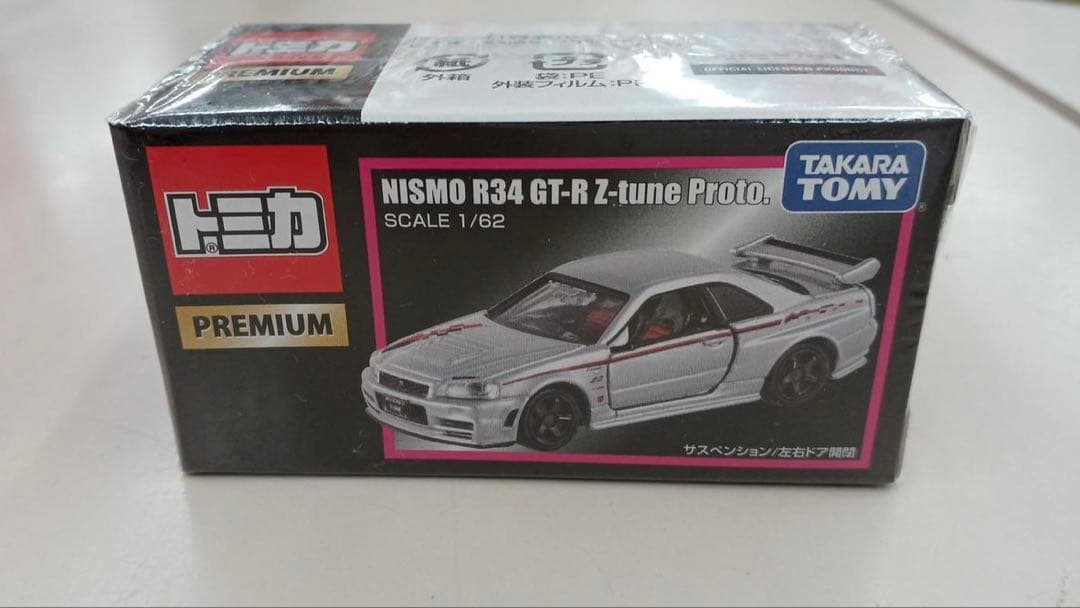 トミカ
PREMIUM
紙
外箱
プラ
袋:PE
外装フィルム:P
OFFICIAL LICENSED PRODUCT
トミカ
®
PREMIUM
NISMO R34 GT-R Z-tune Proto.
SCALE 1/62
TAKARA
TOMY
®
サスペンション/左右ドア開閉